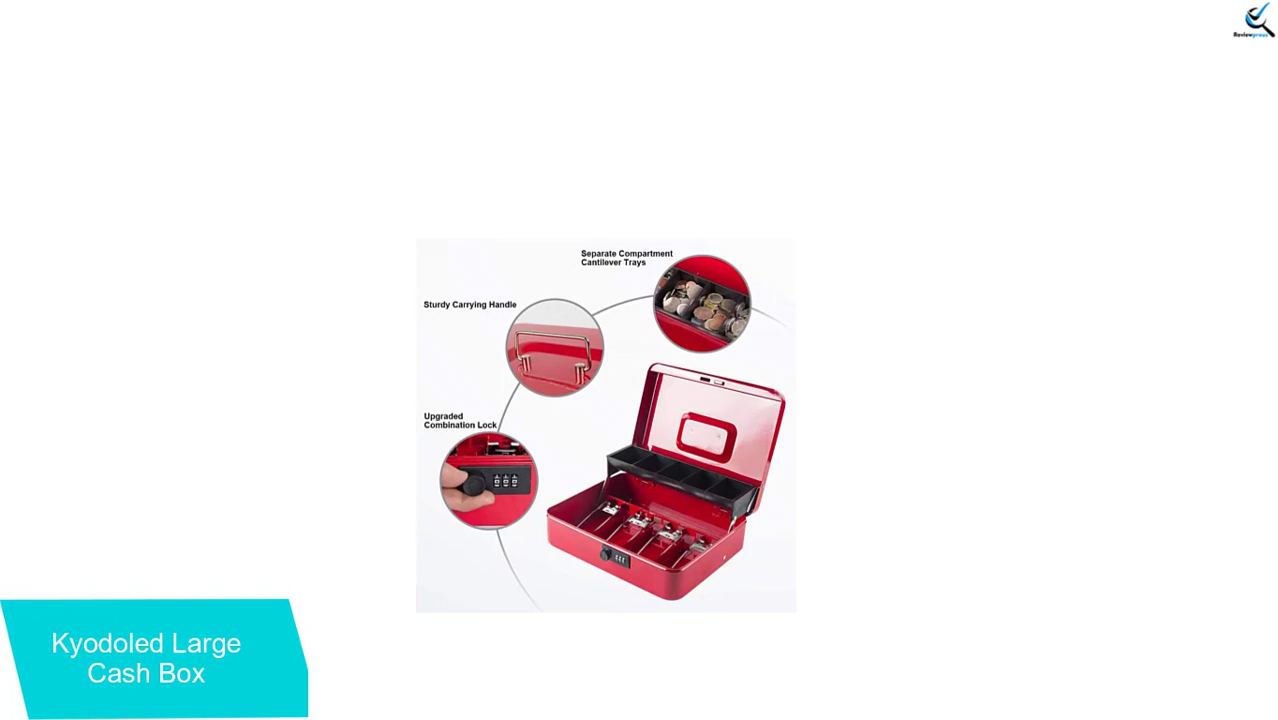 Separate Compartment
Cantilever Trays
Sturdy Carrying Handle
Upgraded
Combination Lock
Kyodoled Large
Cash Box